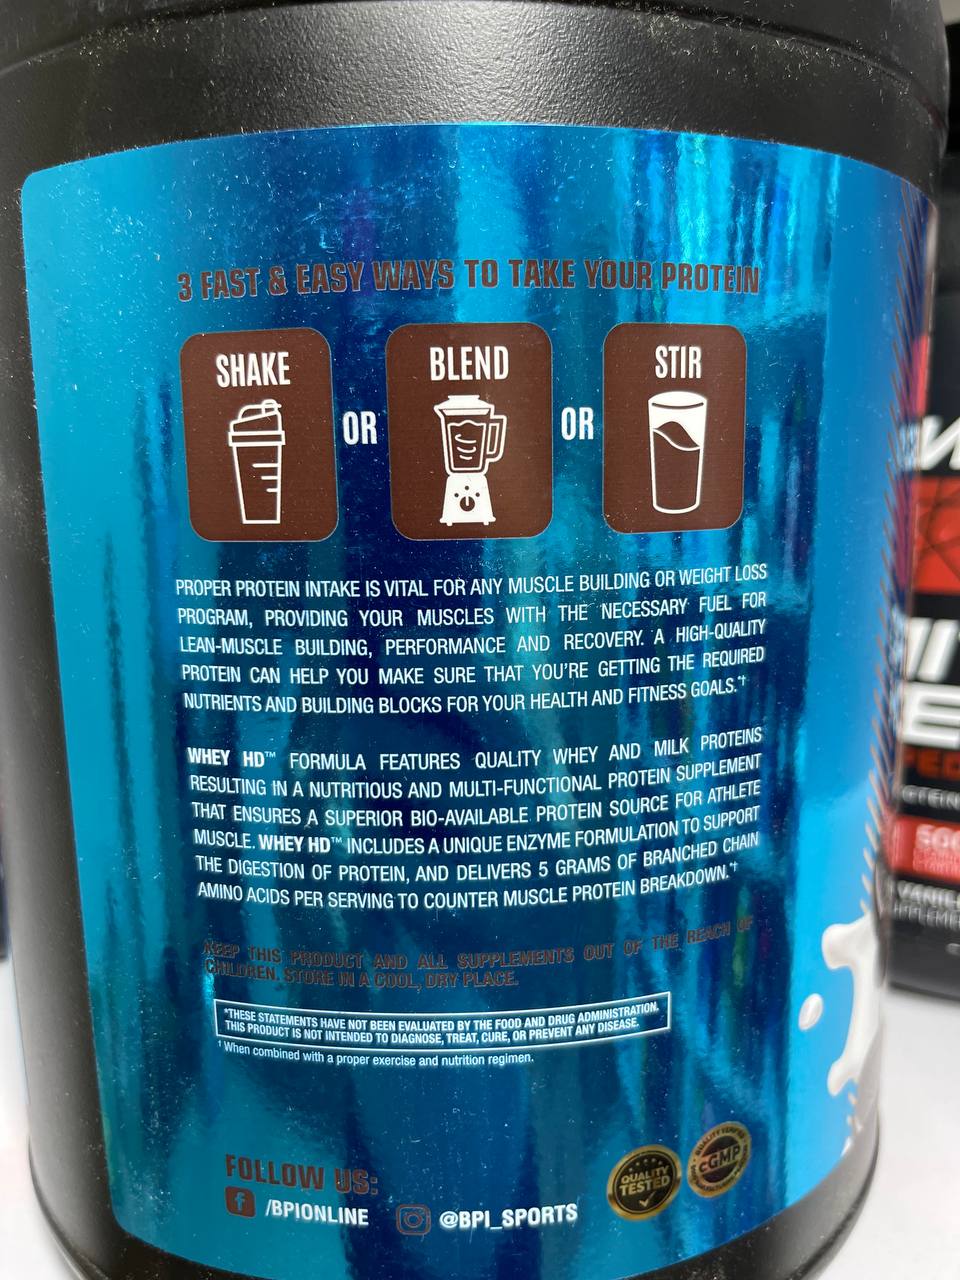 3 FAST & EASY WAYS TO TAKE YOUR PROTEIN
SHAKE
OR
BLEND
OR
STIR
PROPER PROTEIN INTAKE IS VITAL FOR ANY MUSCLE BUILDING OR WEIGHT LOSS
PROGRAM, PROVIDING YOUR MUSCLES WITH THE NECESSARY FUEL FOR
LEAN-MUSCLE BUILDING, PERFORMANCE AND RECOVERY. A HIGH-QUALITY
PROTEIN CAN HELP YOU MAKE SURE THAT YOU'RE GETTING THE REQUIRED
NUTRIENTS AND BUILDING BLOCKS FOR YOUR HEALTH AND FITNESS GOALS.*†
WHEY HD™ FORMULA FEATURES QUALITY WHEY AND MILK PROTEINS
RESULTING IN A NUTRITIOUS AND MULTI-FUNCTIONAL PROTEIN SUPPLEMENT
THAT ENSURES A SUPERIOR BIO-AVAILABLE PROTEIN SOURCE FOR ATHLETE
MUSCLE. WHEY HD™ INCLUDES A UNIQUE ENZYME FORMULATION TO SUPPORT
THE DIGESTION OF PROTEIN, AND DELIVERS 5 GRAMS OF BRANCHED CHAIN
AMINO ACIDS PER SERVING TO COUNTER MUSCLE PROTEIN BREAKDOWN.*†
KEEP THIS PRODUCT AND ALL SUPPLEMENTS OUT OF THE REACH OF
CHILDREN. STORE IN A COOL, DRY PLACE.
*THESE STATEMENTS HAVE NOT BEEN EVALUATED BY THE FOOD AND DRUG ADMINISTRATION.
THIS PRODUCT IS NOT INTENDED TO DIAGNOSE, TREAT, CURE, OR PREVENT ANY DISEASE.
† When combined with a proper exercise and nutrition regimen.
FOLLOW US:
/BPIONLINE
@BPI_SPORTS
QUALITY
TESTED
cGMP